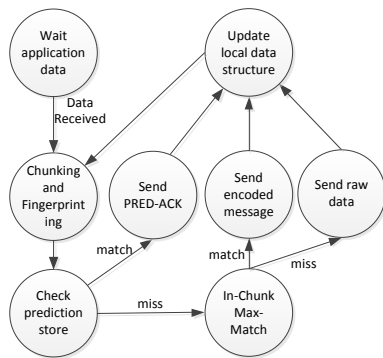 Wait
application
data
Update
local data
structure
Data
Received
Chunking
and
Fingerprint
ing
Send
PRED-ACK
Send
encoded
message
Send raw
data
match
match
miss
Check
prediction
store
miss
In-Chunk
Max-
Match